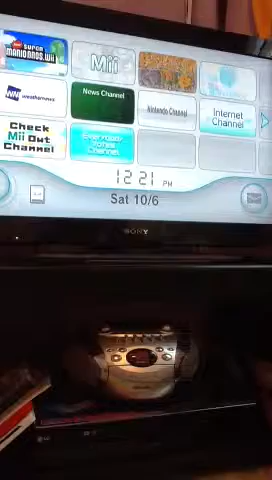 NEW SUPER
MARIO BROS. Wii
Mii
weathernews
News Channel
Nintendo Channel
Internet
Channel
Check
Mii Out
Channel
Everybody
Votes
Channel
12:21 PM
Sat 10/6
SONY